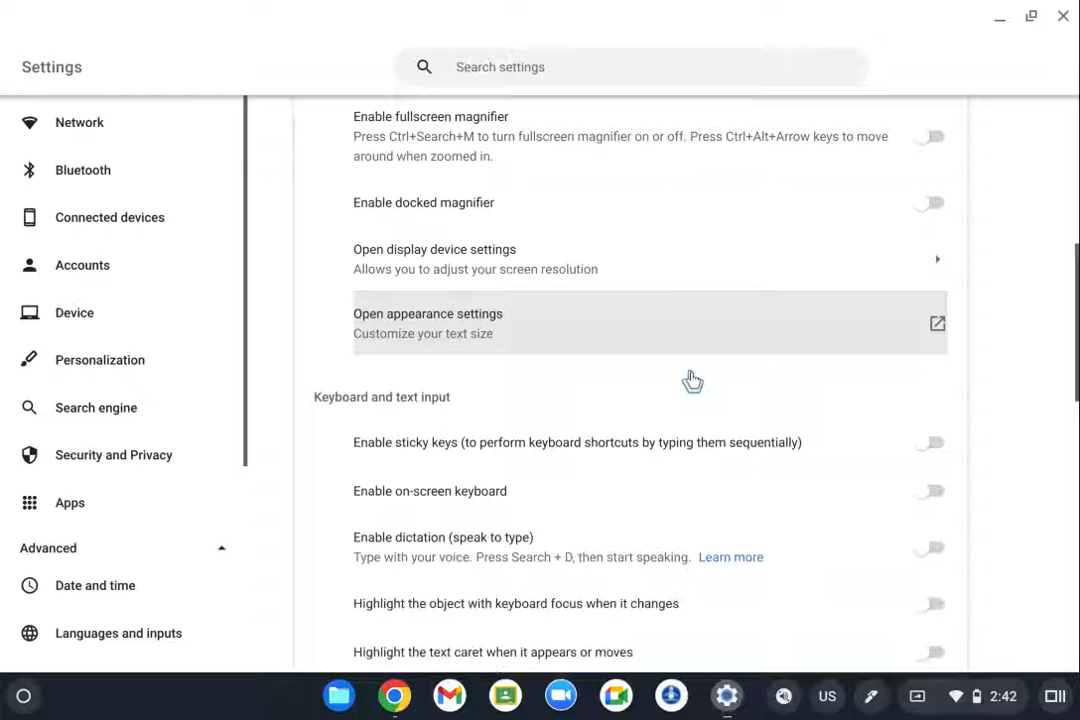 Settings
Search settings
Network
Bluetooth
Connected devices
Accounts
Device
Personalization
Search engine
Security and Privacy
Apps
Advanced
Date and time
Languages and inputs
Enable fullscreen magnifier
Press Ctrl+Search+M to turn fullscreen magnifier on or off. Press Ctrl+Alt+Arrow keys to move
around when zoomed in.
Enable docked magnifier
Open display device settings
Allows you to adjust your screen resolution
Open appearance settings
Customize your text size
Keyboard and text input
Enable sticky keys (to perform keyboard shortcuts by typing them sequentially)
Enable on-screen keyboard
Enable dictation (speak to type)
Type with your voice. Press Search + D, then start speaking. Learn more
Highlight the object with keyboard focus when it changes
Highlight the text caret when it appears or moves
US
2:42